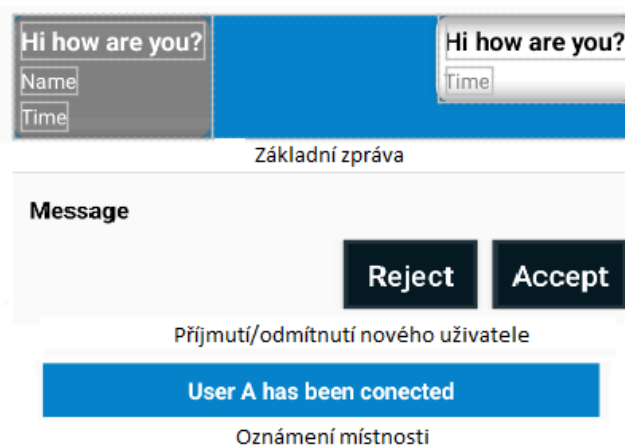 Hi how are you?
Name
Time
Hi how are you?
Time
Základní zpráva
Message
Reject
Accept
Příjmutí/odmítnutí nového uživatele
User A has been conected
Oznámení místnosti